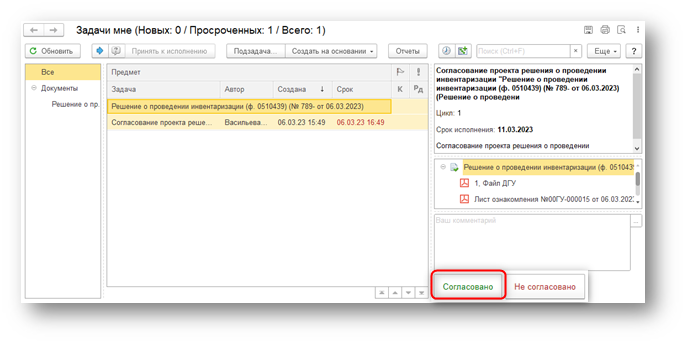 Задачи мне (Новых: 0 / Просроченных: 1 / Всего: 1)
Обновить
Принять к исполнению
Подзадача...
Создать на основании
Отчеты
Поиск (Ctrl+F)
×
Еще
?
Все
Документы
Решение о пр
Предмет
!
Задача
Автор
Создана ↓
Срок
К
Рд
Решение о проведении инвентаризации (ф. 0510439) (№ 789- от 06.03.2023)
Согласование проекта реше...
Васильева...
06.03.23 15:49
06.03.23 16:49
Согласование проекта решения о проведении
инвентаризации "Решение о проведении
инвентаризации (ф. 0510439) (№ 789- от 06.03.2023)
(Решение о проведени
Цикл: 1
Срок исполнения: 11.03.2023
Согласование проекта решения о проведении
Решение о проведении инвентаризации (ф. 0510439
1, Файл ДГУ
Лист ознакомления №00ГУ-000015 от 06.03.202
Ваш комментарий
...
Согласовано
Не согласовано